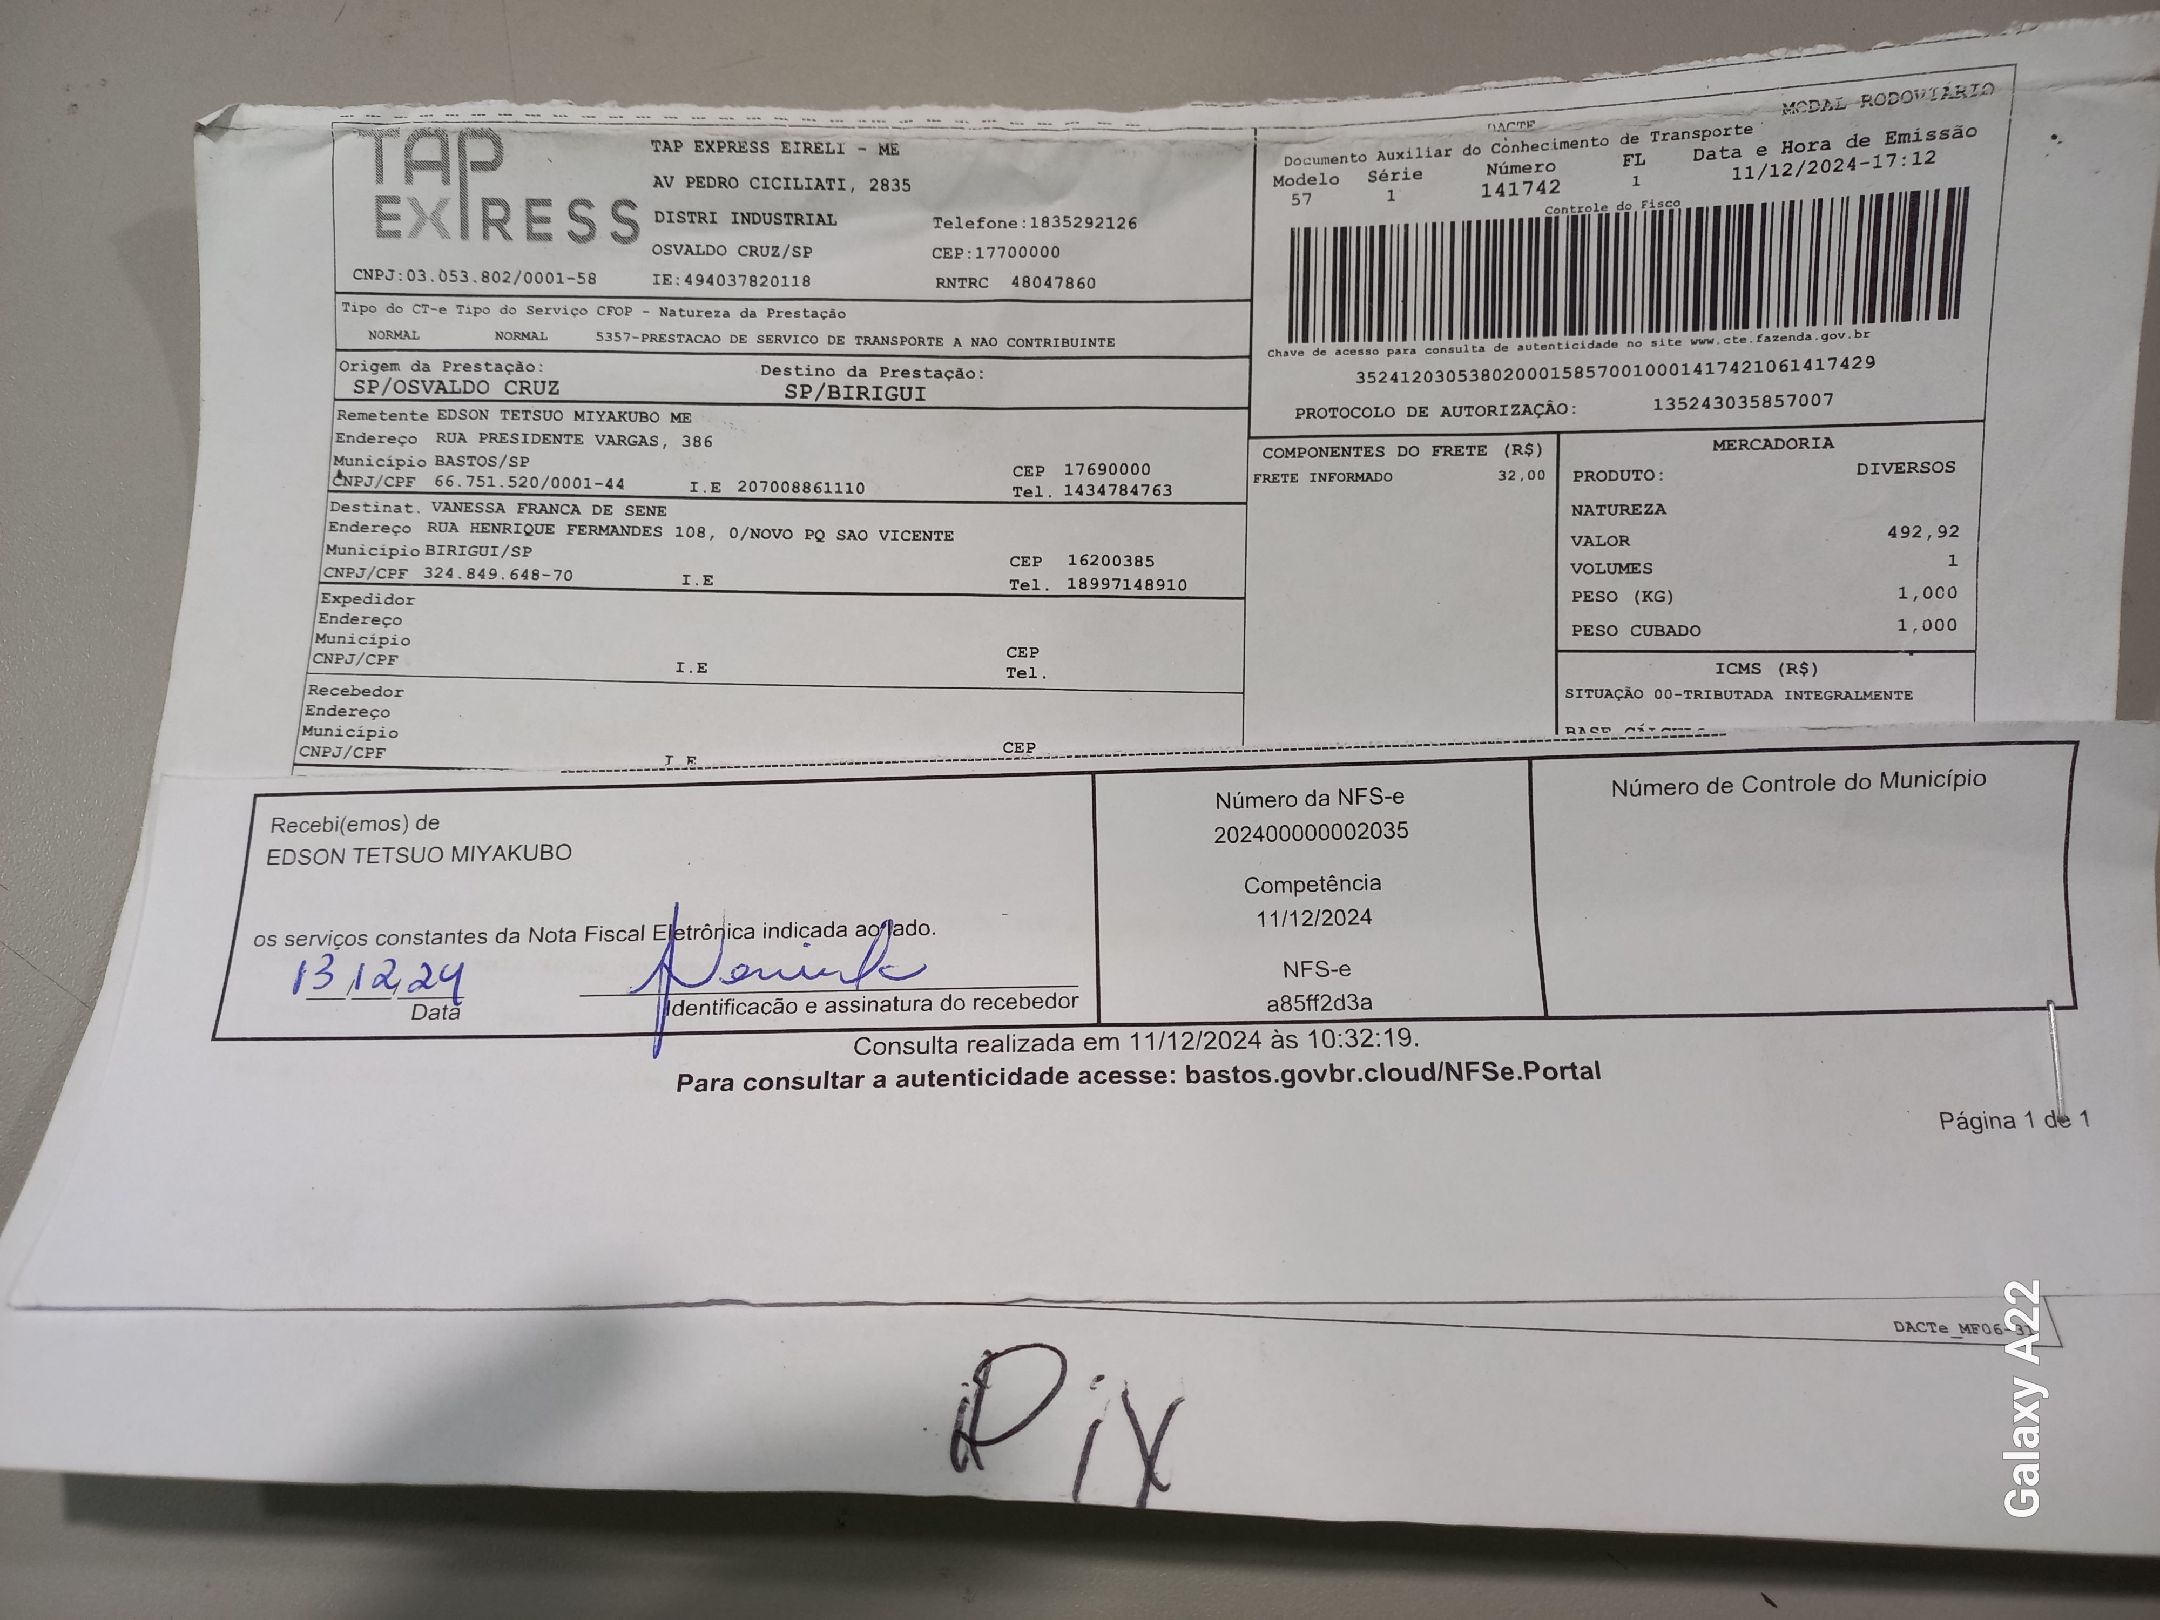 TAP EXPRESS
TAP EXPRESS EIRELI - ME
AV PEDRO CICILIATI, 2835
DISTRI INDUSTRIAL Telefone:1835292126
OSVALDO CRUZ/SP CEP:17700000
CNPJ:03.053.802/0001-58 IE:494037820118 RNTRC 48047860
Tipo do CT-e Tipo do Serviço CFOP - Natureza da Prestação
NORMAL NORMAL 5357-PRESTACAO DE SERVICO DE TRANSPORTE A NAO CONTRIBUINTE
Origem da Prestação: Destino da Prestação:
SP/OSVALDO CRUZ SP/BIRIGUI
Remetente EDSON TETSUO MIYAKUBO ME
Endereço RUA PRESIDENTE VARGAS, 386
Município BASTOS/SP CEP 17690000
CNPJ/CPF 66.751.520/0001-44 I.E 207008861110 Tel. 1434784763
Destinat. VANESSA FRANCA DE SENE
Endereço RUA HENRIQUE FERMANDES 108, 0/NOVO PQ SAO VICENTE
Município BIRIGUI/SP CEP 16200385
CNPJ/CPF 324.849.648-70 I.E Tel. 18997148910
Expedidor
Endereço
Município CEP
CNPJ/CPF I.E Tel.
Recebedor
Endereço
Município CEP
CNPJ/CPF I E
DACTE MODAL RODOVIÁRIO
Documento Auxiliar do Conhecimento de Transporte
Modelo Série Número FL Data e Hora de Emissão
57 1 141742 1 11/12/2024-17:12
Controle do Fisco
Chave de acesso para consulta de autenticidade no site www.cte.fazenda.gov.br
35241203053802000158570010001417421061417429
PROTOCOLO DE AUTORIZAÇÃO: 135243035857007
COMPONENTES DO FRETE (R$)
FRETE INFORMADO 32,00
MERCADORIA
PRODUTO: DIVERSOS
NATUREZA
VALOR 492,92
VOLUMES 1
PESO (KG) 1,000
PESO CUBADO 1,000
ICMS (R$)
SITUAÇÃO 00-TRIBUTADA INTEGRALMENTE
BASE
Recebi(emos) de
EDSON TETSUO MIYAKUBO
os serviços constantes da Nota Fiscal Eletrônica indicada ao lado.
13,12,24
Data Identificação e assinatura do recebedor
Número da NFS-e
202400000002035
Competência
11/12/2024
NFS-e
a85ff2d3a
Número de Controle do Município
Consulta realizada em 11/12/2024 às 10:32:19.
Para consultar a autenticidade acesse: bastos.govbr.cloud/NFSe.Portal
Página 1 de 1
DACTe_MF06-31
Pix
Galaxy A22